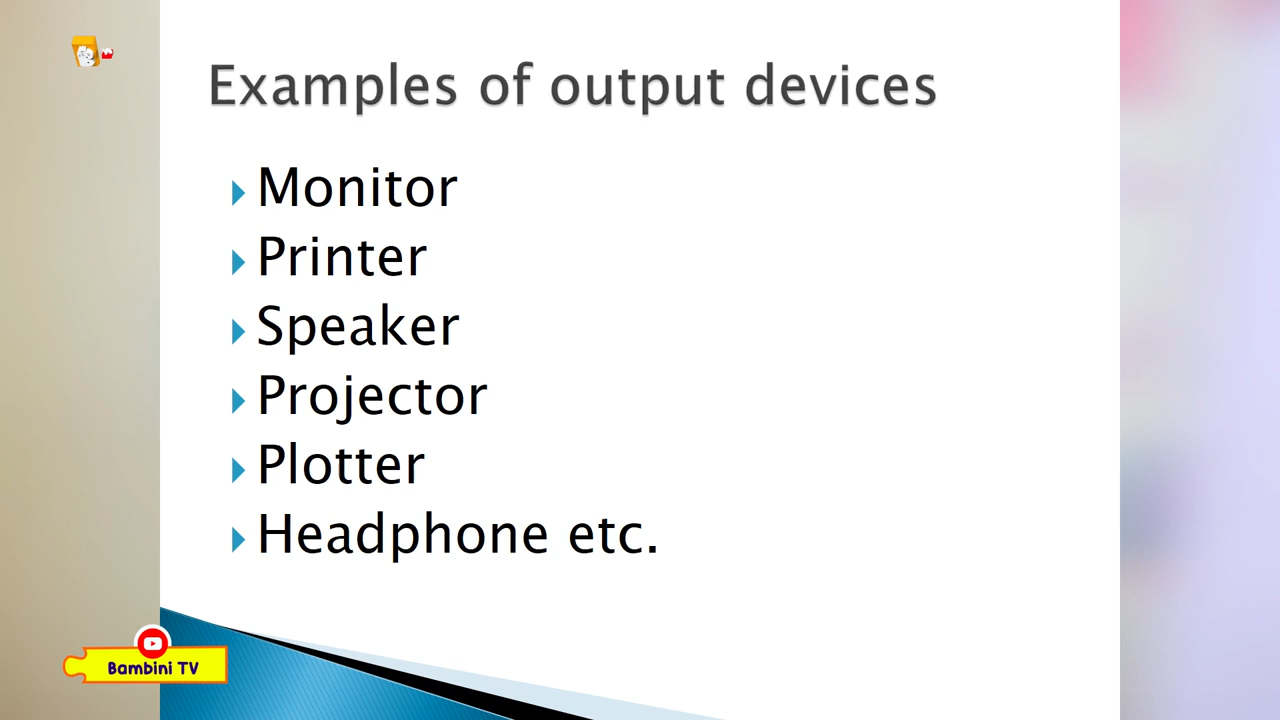 Examples of output devices
Monitor
Printer
Speaker
Projector
Plotter
Headphone etc.
Bambini TV